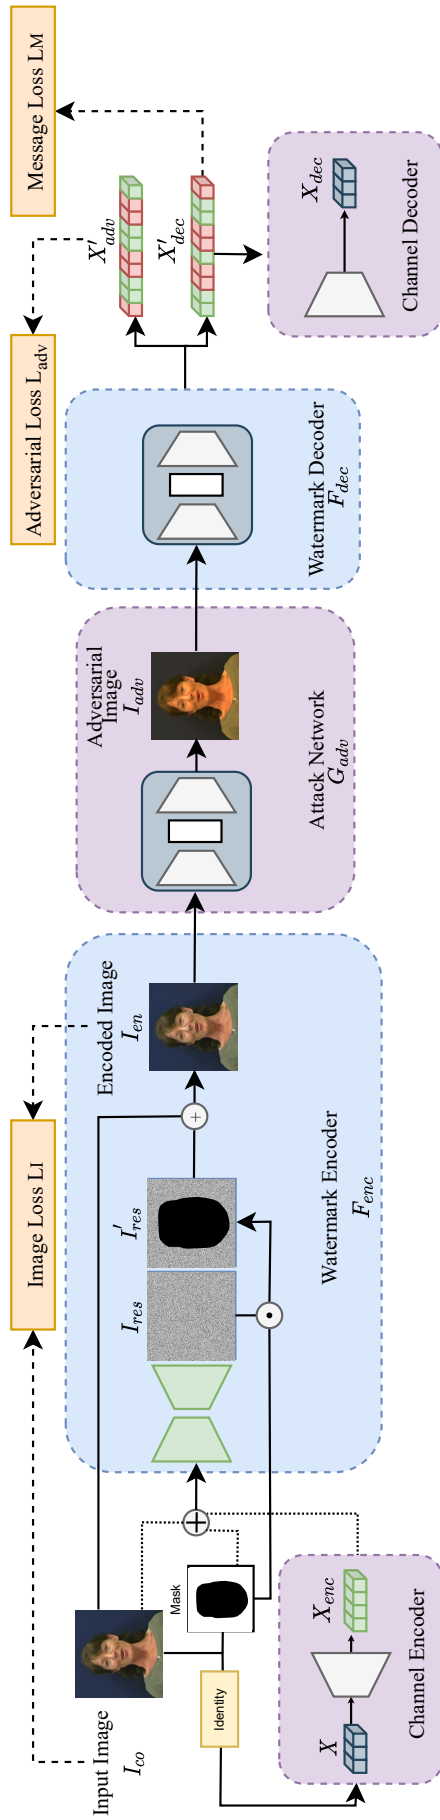 Input Image
I_co
Identity
Mask
X
X_enc
Channel Encoder
Image Loss LI
I_res
I'_res
Encoded Image
I_en
Watermark Encoder
F_enc
Adversarial
Image
I_adv
Attack Network
G_adv
Watermark Decoder
F_dec
Adversarial Loss L_adv
Message Loss LM
X'_adv
X'_dec
X_dec
Channel Decoder